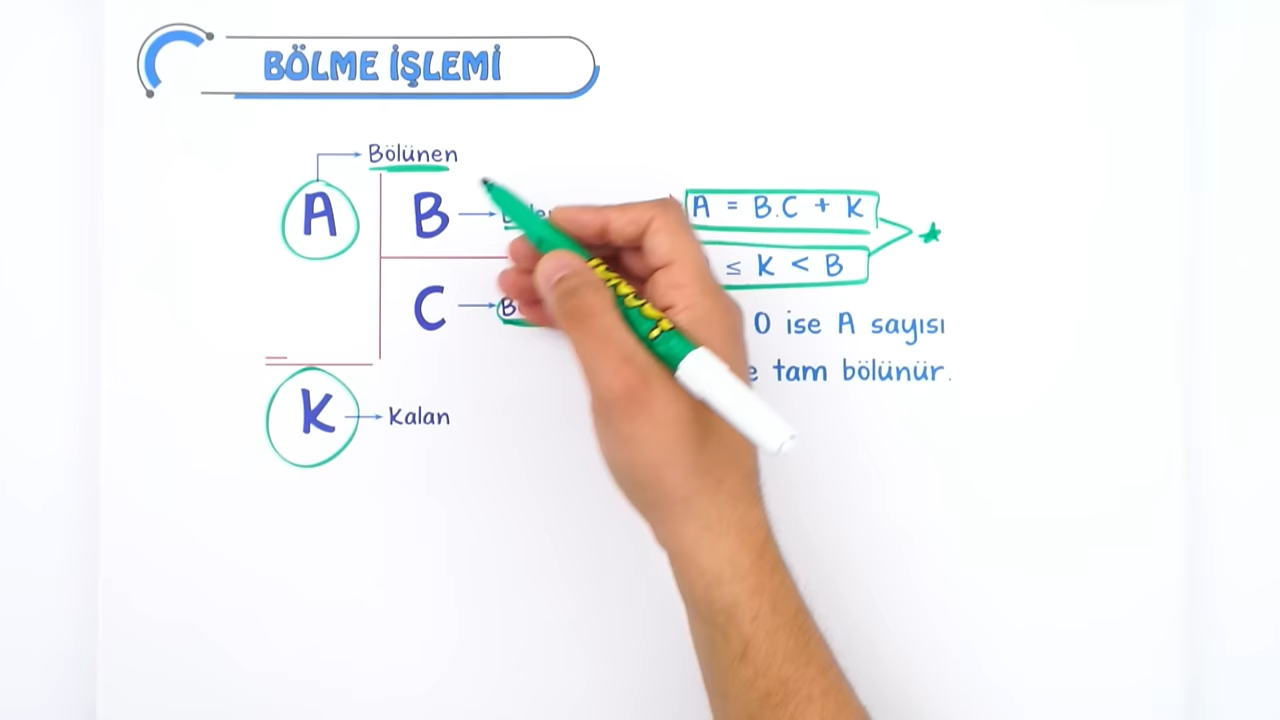 BÖLME İŞLEMİ
Bölünen
A
B
A = B.C + K
C
≤ K < B
0 ise A sayısı
tam bölünür.
K
Kalan